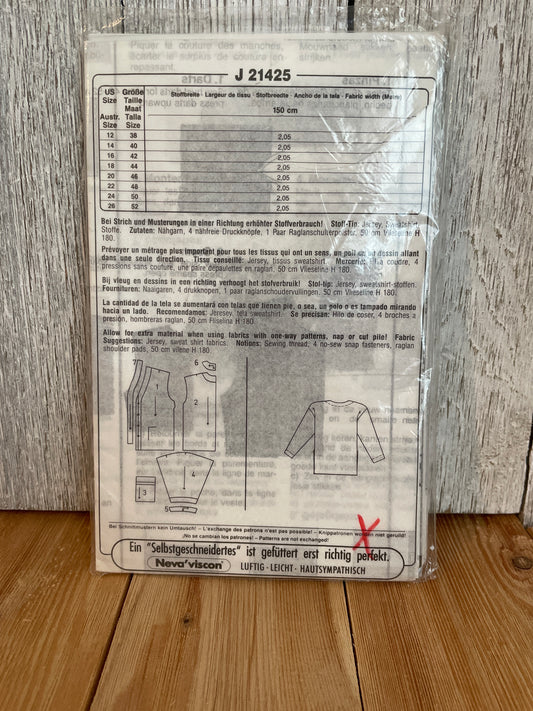 J 21425
US Größe Stoffbreite · Largeur de tissu · Stofbreedte · Ancho de la tela · Fabric width (Metre)
Size Taille
Maat 150 cm
Austr. Talla
Size Size
12 38 2,05
14 40 2,05
16 42 2,05
18 44 2,05
20 46 2,05
22 48 2,05
24 50 2,05
26 52 2,05
Bei Strich und Musterungen in einer Richtung erhöhter Stoffverbrauch! Stoff-Tip: Jersey, Sweatshirt-
Stoffe. Zutaten: Nähgarn, 4 nähfreie Druckknöpfe, 1 Paar Raglanschulterpolster, 50 cm Vlieseline H
180.
Prévoyer un métrage plus important pour tous les tissus qui ont un sens, un poil ou un dessin allant
dans une seule direction. Tissu conseillé: Jersey, tissus sweatshirt. Mercerie: Fil à coudre, 4
pressions sans couture, une paire d'épaulettes en raglan. 50 cm Vlieseline H 180.
Bij vleug en dessins in een richting verhoogt het stofverbruik! Stof-tip: Jersey, sweatshirt-stoffen.
Fournituren: Naaigaren, 4 drukknopen, 1 paar raglanschoudervullingen, 50 cm Vlieseline H 180.
La cantidad de la tela se aumentará con telas que tienen pie, o sea, un polo o es tampado mirando
hacia un lado. Recomendamos: Jeresey, tela sweatshirt. Se precisan: Hilo de coser, 4 broches a
presión, hombreras raglan, 50 cm Fliselina H 180.
Allow for extra material when using fabrics with one-way patterns, nap or cut pile! Fabric
Suggestions: Jersey, sweat shirt fabrics. Notions: Sewing thread, 4 no-sew snap fasteners, raglan
shoulder pads, 50 cm vilene H 180.
7 6
1 2
3 4
5
Bei Schnittmustern kein Umtausch! – L'exchange des patrons n'est pas possible! – Knippatronen worden niet geruild!
¡No se cambian los patrones! – Patterns are not exchanged!
X
Ein "Selbstgeschneidertes" ist gefüttert erst richtig perfekt.
Neva'viscon LUFTIG · LEICHT · HAUTSYMPATHISCH